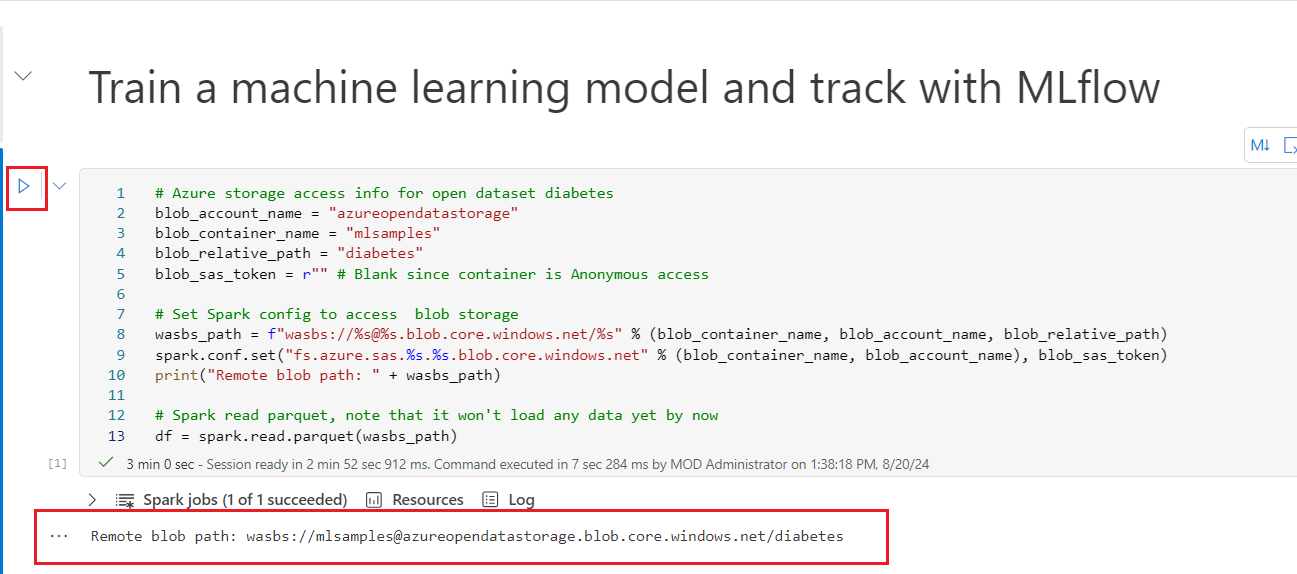 Train a machine learning model and track with MLflow
M↓
1 # Azure storage access info for open dataset diabetes
2 blob_account_name = "azureopendatastorage"
3 blob_container_name = "mlsamples"
4 blob_relative_path = "diabetes"
5 blob_sas_token = r"" # Blank since container is Anonymous access
6
7 # Set Spark config to access  blob storage
8 wasbs_path = f"wasbs://%s@%s.blob.core.windows.net/%s" % (blob_container_name, blob_account_name, blob_relative_path)
9 spark.conf.set("fs.azure.sas.%s.%s.blob.core.windows.net" % (blob_container_name, blob_account_name), blob_sas_token)
10 print("Remote blob path: " + wasbs_path)
11
12 # Spark read parquet, note that it won't load any data yet by now
13 df = spark.read.parquet(wasbs_path)
[1] 3 min 0 sec - Session ready in 2 min 52 sec 912 ms. Command executed in 7 sec 284 ms by MOD Administrator on 1:38:18 PM, 8/20/24
Spark jobs (1 of 1 succeeded) Resources Log
... Remote blob path: wasbs://mlsamples@azureopendatastorage.blob.core.windows.net/diabetes